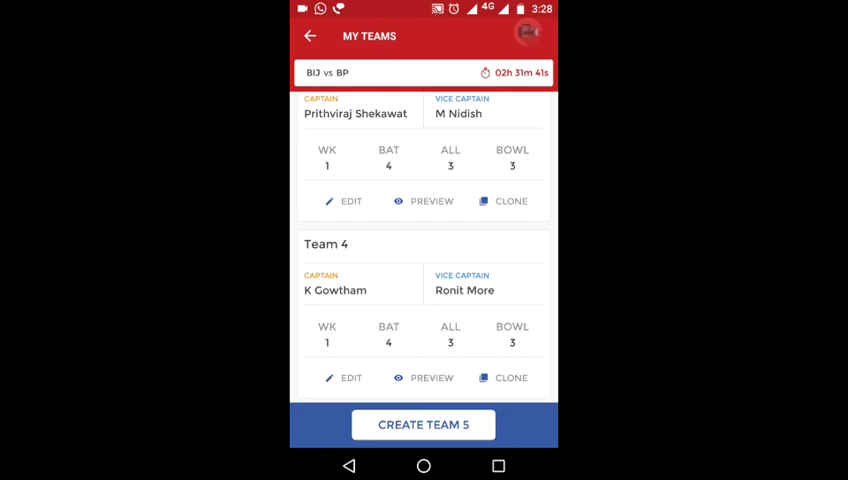 4G 3:28
MY TEAMS
BIJ vs BP 02h 31m 41s
CAPTAIN VICE CAPTAIN
Prithviraj Shekawat M Nidish
WK BAT ALL BOWL
1 4 3 3
EDIT PREVIEW CLONE
Team 4
CAPTAIN VICE CAPTAIN
K Gowtham Ronit More
WK BAT ALL BOWL
1 4 3 3
EDIT PREVIEW CLONE
CREATE TEAM 5